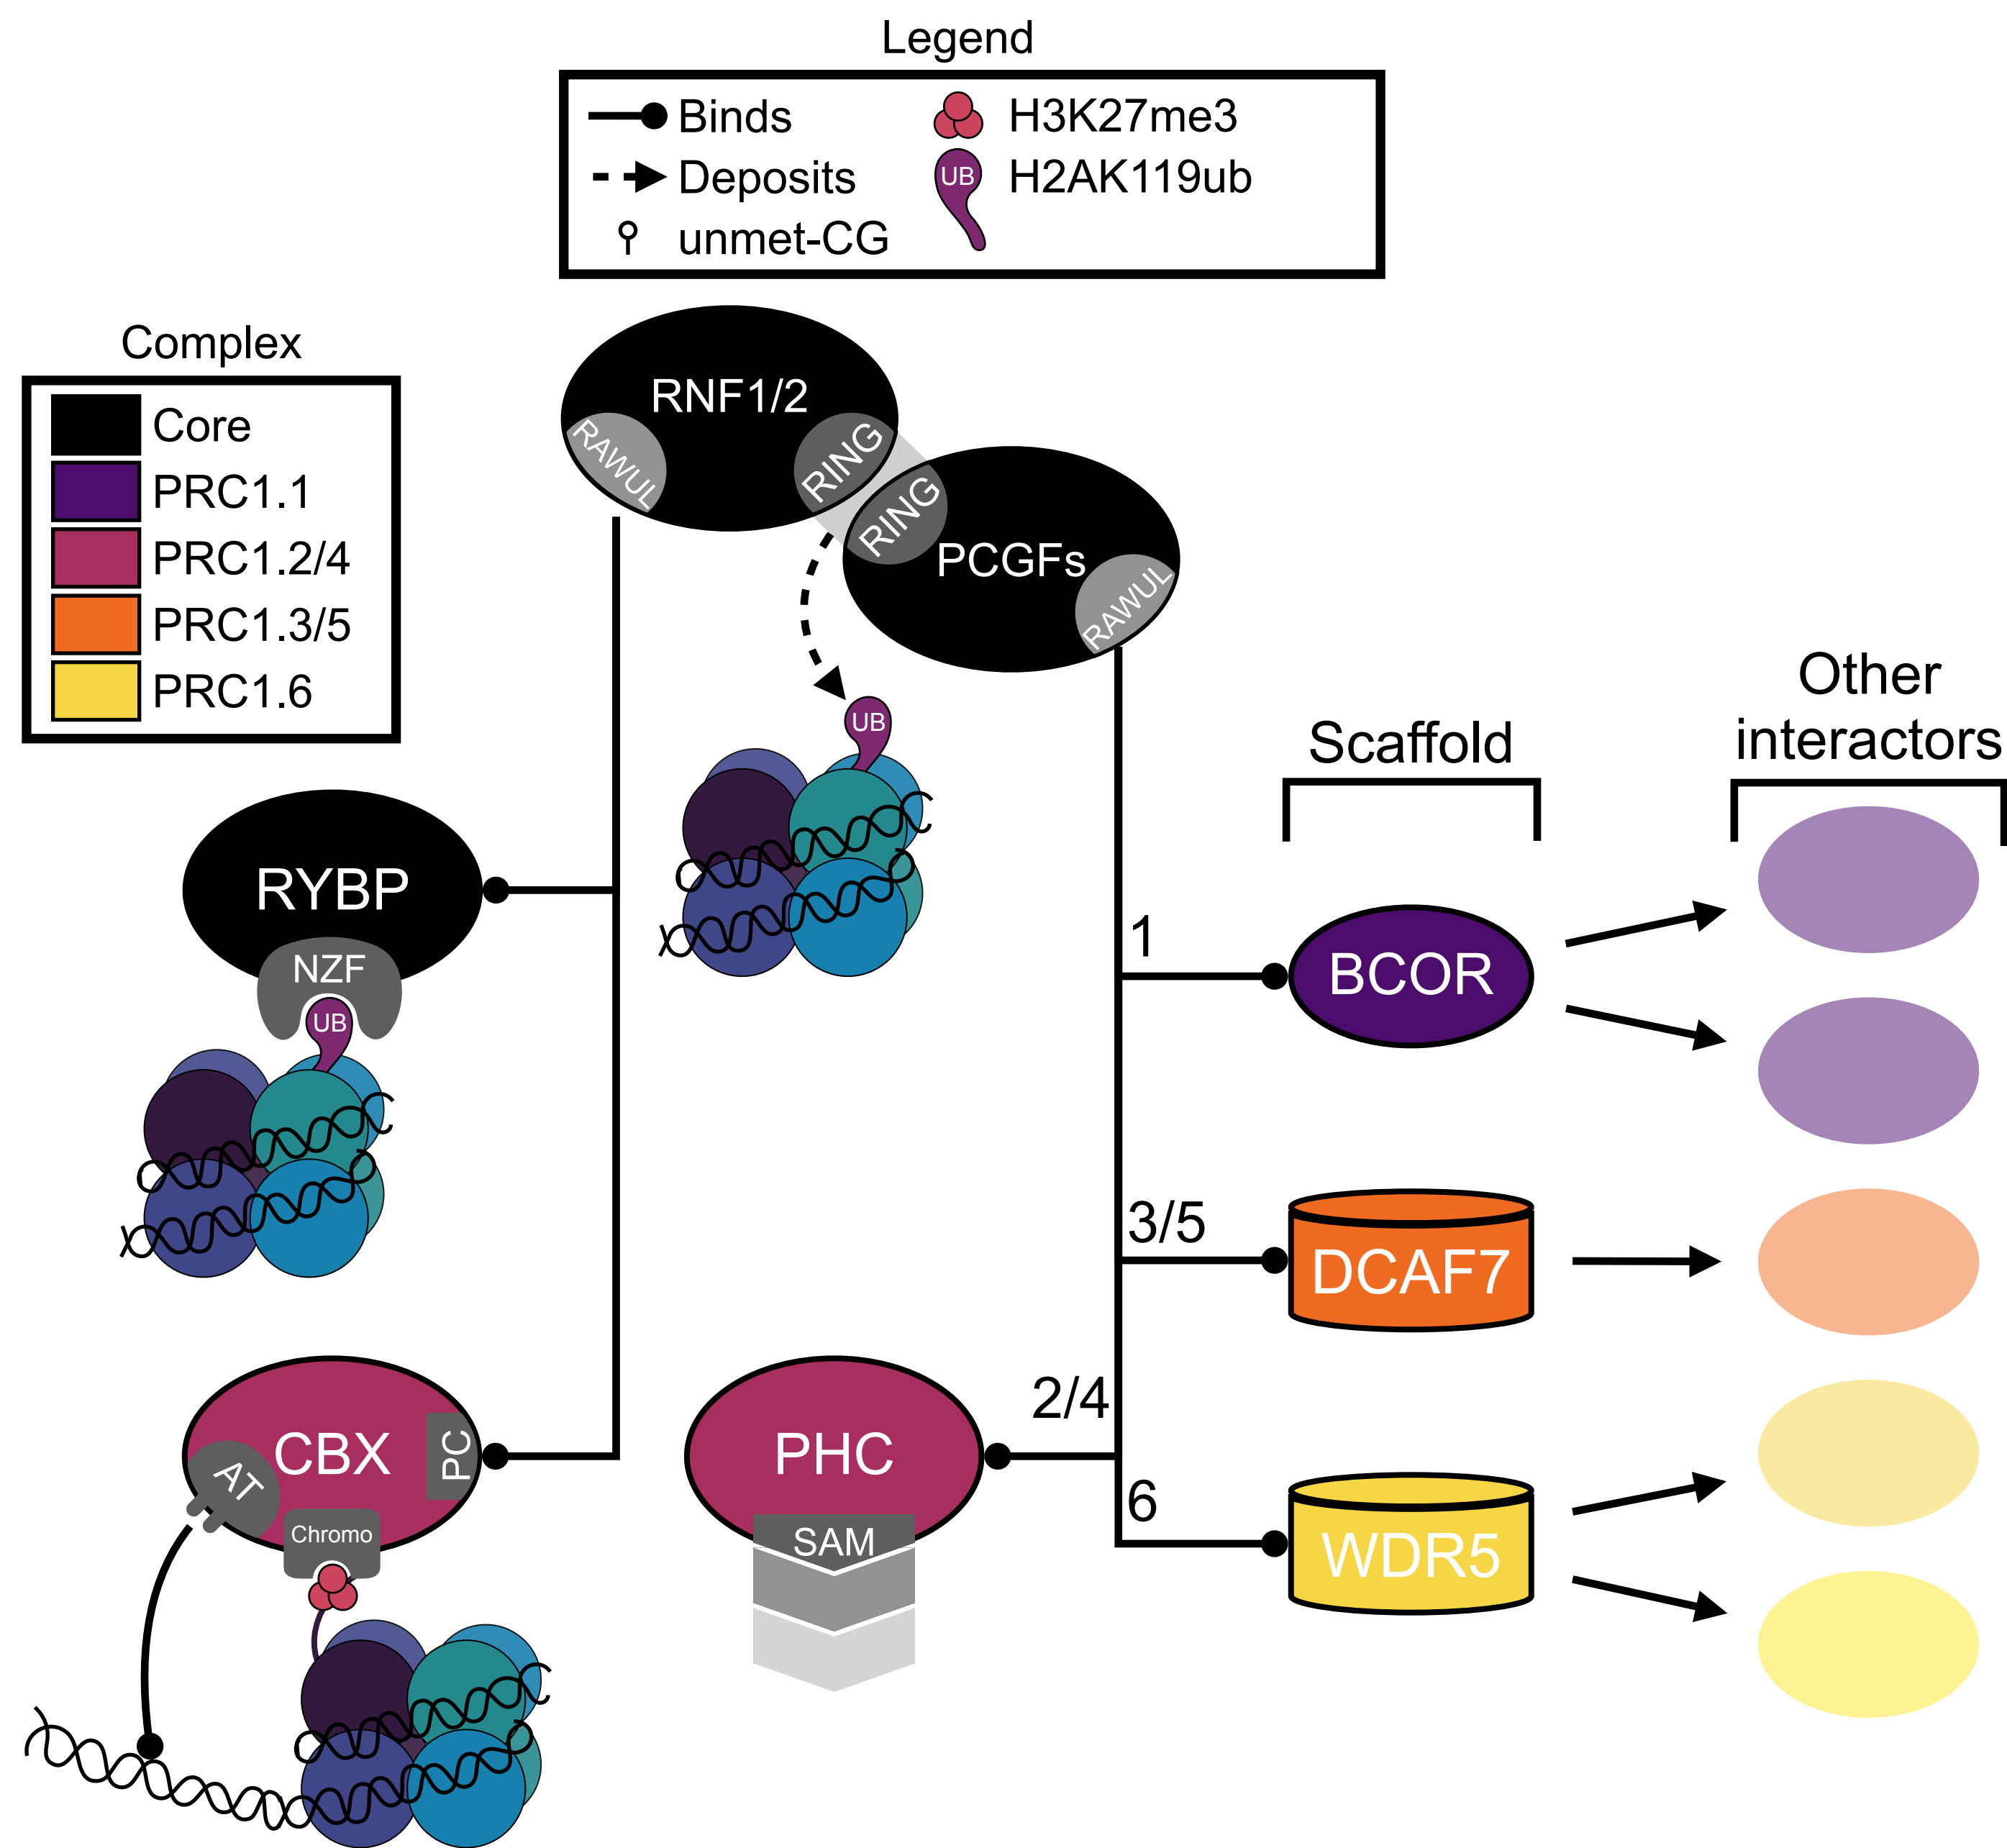 Legend
Binds
Deposits
unmet-CG
H3K27me3
UB
H2AK119ub
Complex
Core
PRC1.1
PRC1.2/4
PRC1.3/5
PRC1.6
RNF1/2
RAWUL
RING
RING
PCGFs
RAWUL
UB
Scaffold
Other
interactors
RYBP
NZF
UB
1
BCOR
3/5
DCAF7
2/4
6
WDR5
CBX
PC
AT
Chromo
PHC
SAM